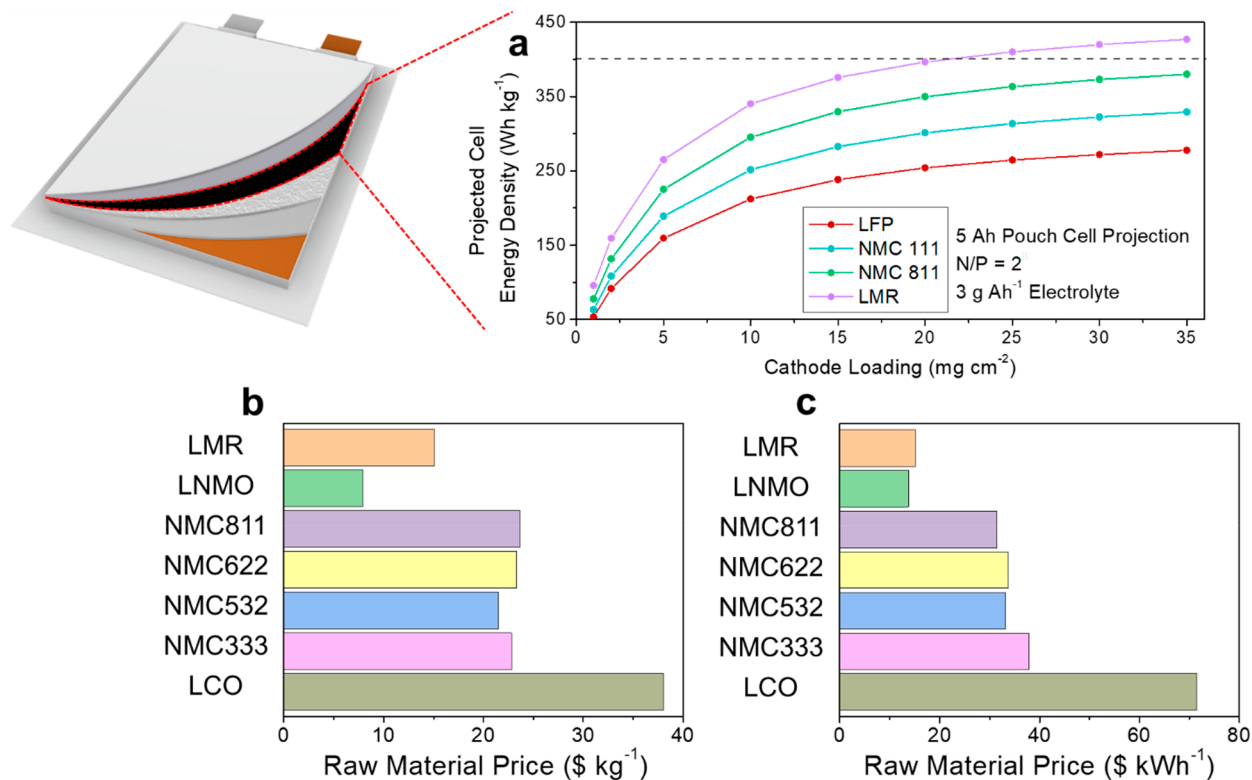 a
Projected Cell
Energy Density (Wh kg⁻¹)
450
350
250
150
50
0
5
10
15
20
25
30
35
Cathode Loading (mg cm⁻²)
LFP
NMC 111
NMC 811
LMR
5 Ah Pouch Cell Projection
N/P = 2
3 g Ah⁻¹ Electrolyte
b
LMR
LNMO
NMC811
NMC622
NMC532
NMC333
LCO
0
20
40
Raw Material Price ($ kg⁻¹)
c
LMR
LNMO
NMC811
NMC622
NMC532
NMC333
LCO
0
20
40
60
80
Raw Material Price ($ kWh⁻¹)